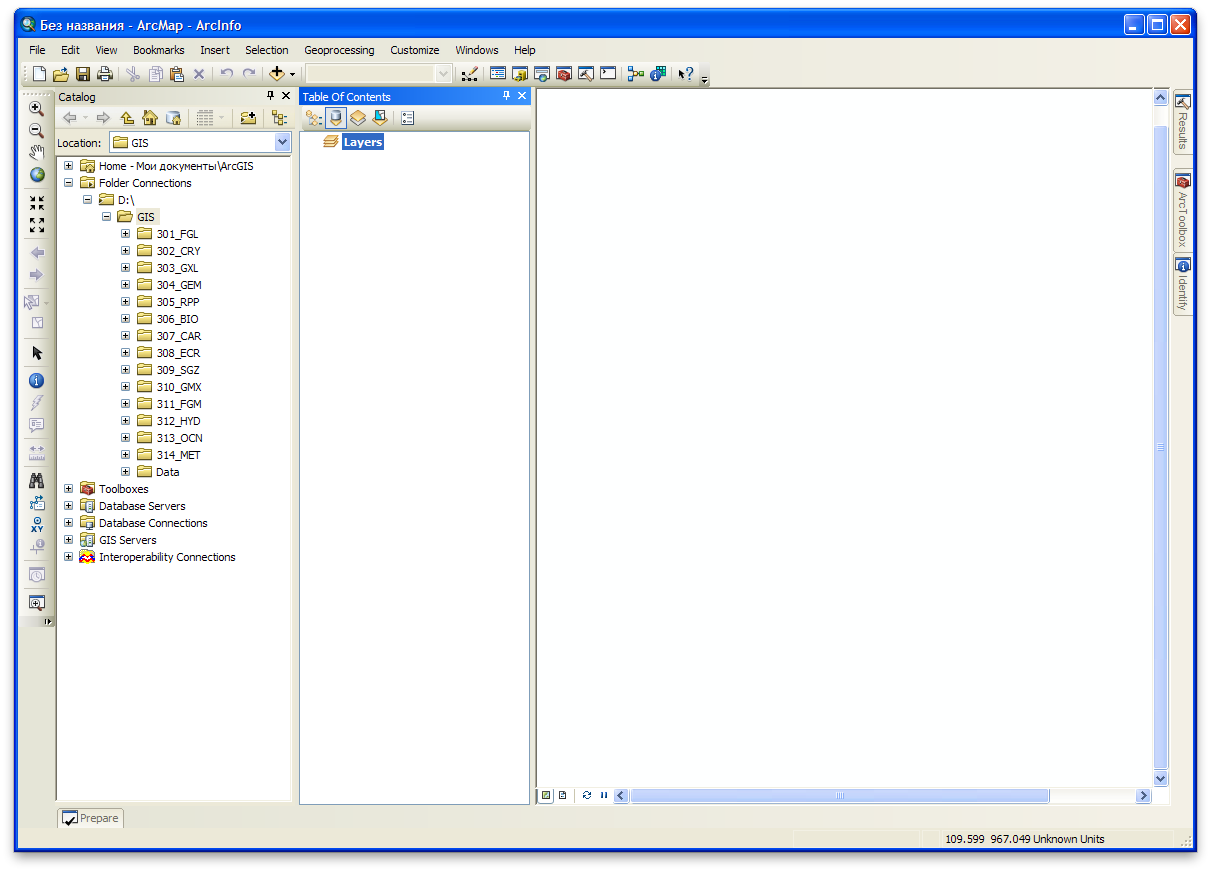 Без названия - ArcMap - ArcInfo
File Edit View Bookmarks Insert Selection Geoprocessing Customize Windows Help
Catalog
Table Of Contents
Location: GIS
Layers
Home - Мои документы\ArcGIS
Folder Connections
D:\
GIS
301_FGL
302_CRY
303_GXL
304_GEM
305_RPP
306_BIO
307_CAR
308_ECR
309_SGZ
310_GMX
311_FGM
312_HYD
313_OCN
314_MET
Data
Toolboxes
Database Servers
Database Connections
GIS Servers
Interoperability Connections
XY
Results
ArcToolbox
Identify
Prepare
109.599 967.049 Unknown Units